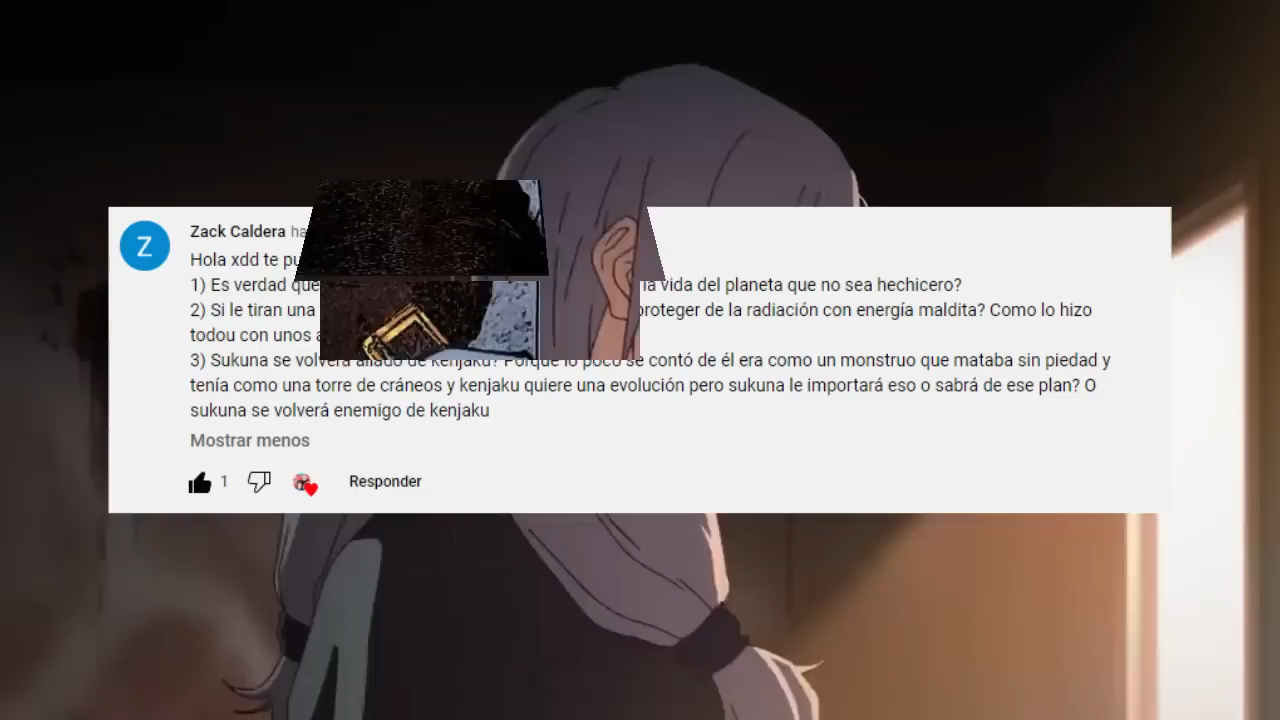 Z
Zack Caldera ha
Hola xdd te pu
1) Es verdad que la vida del planeta que no sea hechicero?
2) Si le tiran una proteger de la radiación con energía maldita? Como lo hizo
todou con unos a
3) Sukuna se volverá aliado de kenjaku? Porque lo poco se contó de él era como un monstruo que mataba sin piedad y
tenía como una torre de cráneos y kenjaku quiere una evolución pero sukuna le importará eso o sabrá de ese plan? O
sukuna se volverá enemigo de kenjaku
Mostrar menos
1 Responder